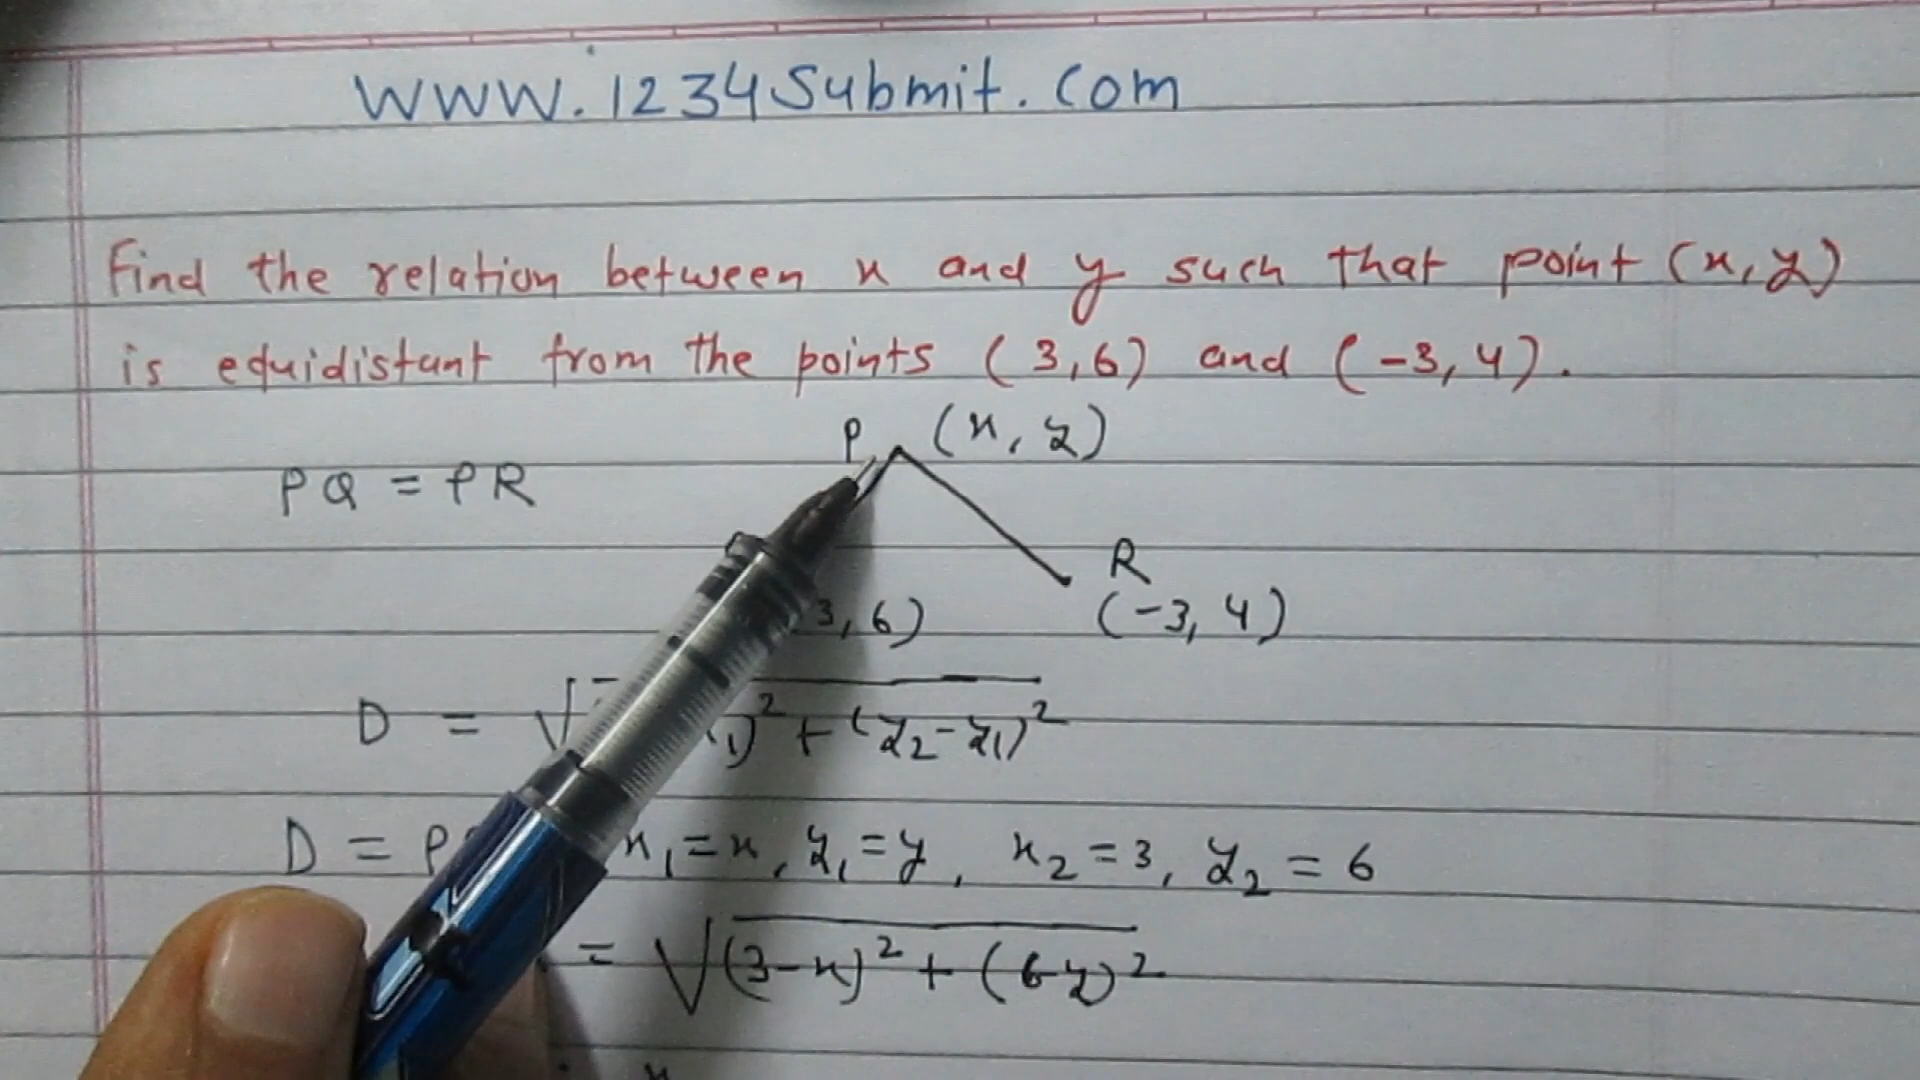 www.1234Submit.com
Find the relation between x and y such that point (x, y)
is equidistant from the points (3,6) and (-3,4).
P (x, y)
PQ = PR
R
3,6)
(-3, 4)
D = √ 1)² + (y₂-y₁)²
D = P x₁=x, y₁=y, x₂=3, y₂=6
= √(3-x)² + (6-y)²